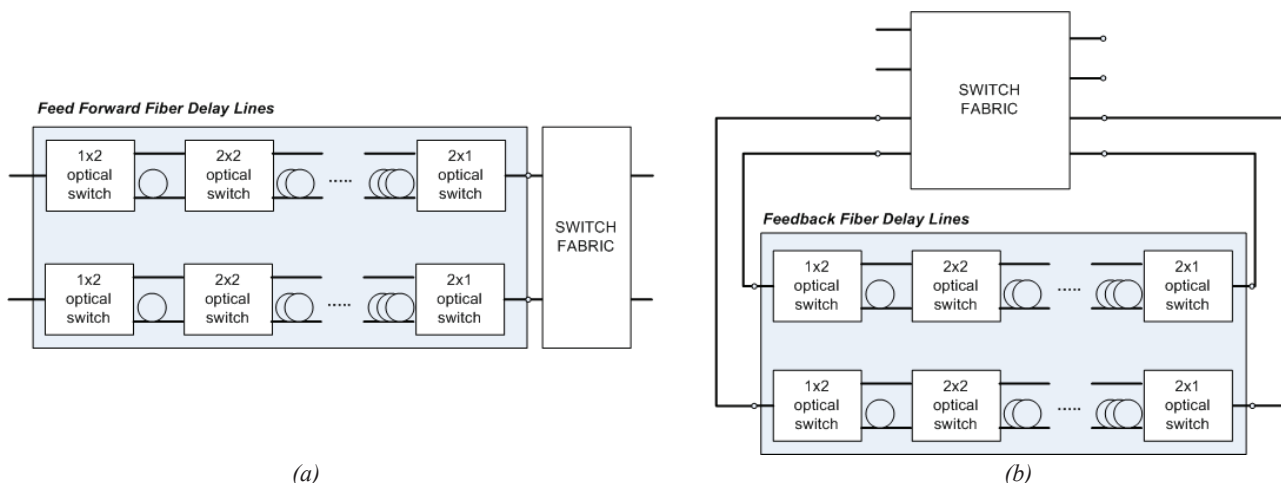 Feed Forward Fiber Delay Lines
1x2
optical
switch
2x2
optical
switch
.....
2x1
optical
switch
1x2
optical
switch
2x2
optical
switch
.....
2x1
optical
switch
SWITCH
FABRIC
(a)
SWITCH
FABRIC
Feedback Fiber Delay Lines
1x2
optical
switch
2x2
optical
switch
.....
2x1
optical
switch
1x2
optical
switch
2x2
optical
switch
.....
2x1
optical
switch
(b)